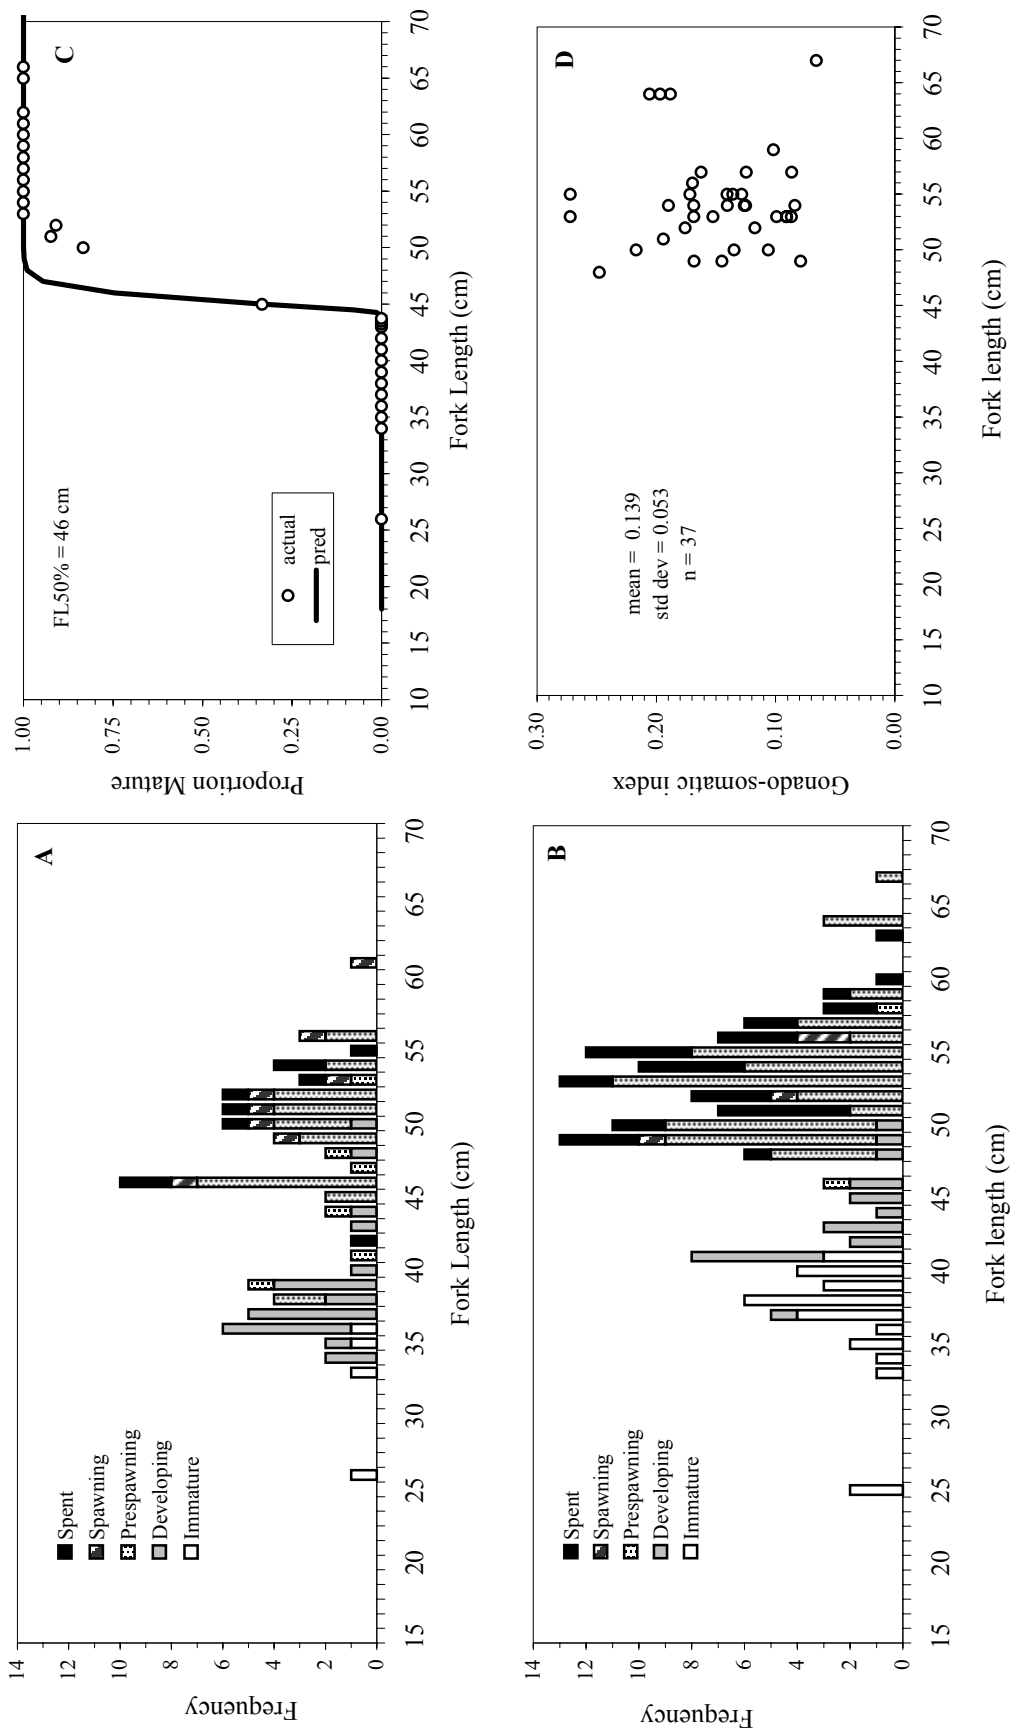 A
14
12
10
8
6
4
2
0
Frequency
Spent
Spawning
Prespawning
Developing
Immature
15 20 25 30 35 40 45 50 55 60 65 70
Fork Length (cm)
C
1.00
0.75
0.50
0.25
0.00
Proportion Mature
FL50% = 46 cm
actual
pred
10 15 20 25 30 35 40 45 50 55 60 65 70
Fork Length (cm)
B
14
12
10
8
6
4
2
0
Frequency
Spent
Spawning
Prespawning
Developing
Immature
15 20 25 30 35 40 45 50 55 60 65 70
Fork length (cm)
D
0.30
0.20
0.10
0.00
Gonado-somatic index
mean = 0.139
std dev = 0.053
n = 37
10 15 20 25 30 35 40 45 50 55 60 65 70
Fork length (cm)